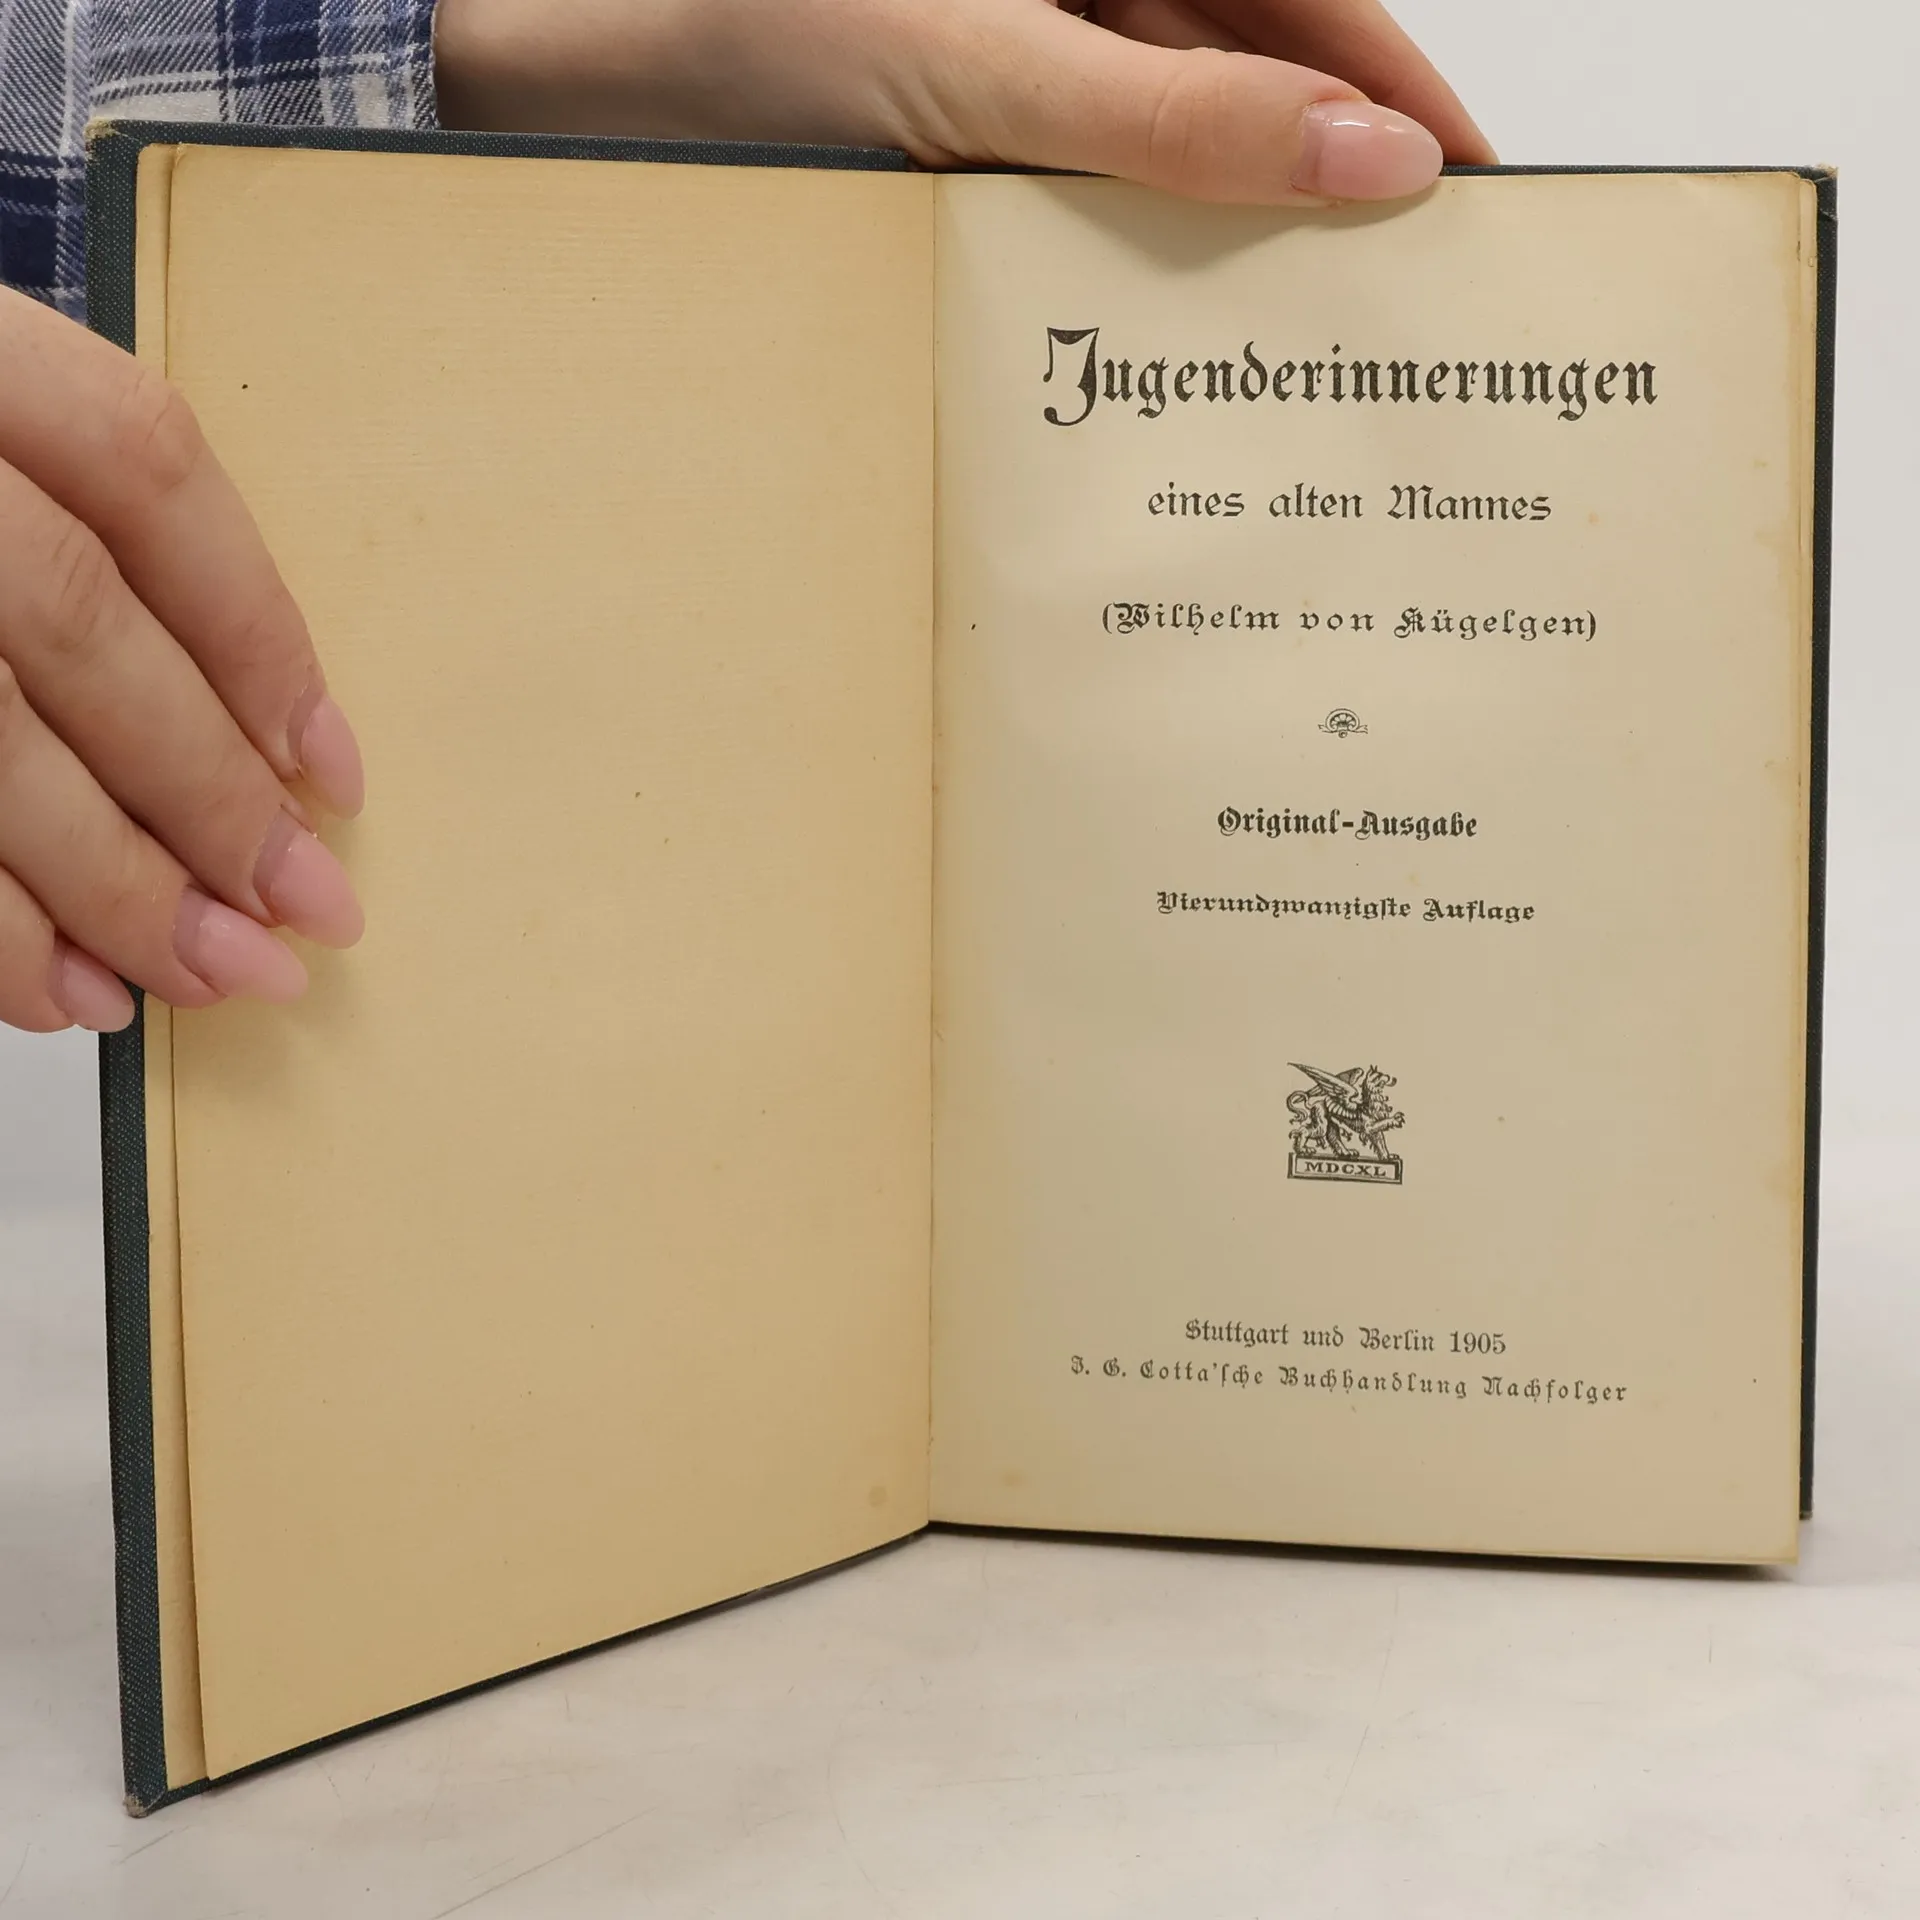 Jugenderinnerungen
eines alten Mannes
(Wilhelm von Kügelgen)
Original-Ausgabe
Vierundzwanzigste Auflage
MDCXL
Stuttgart und Berlin 1905
J. G. Cotta'sche Buchhandlung Nachfolger